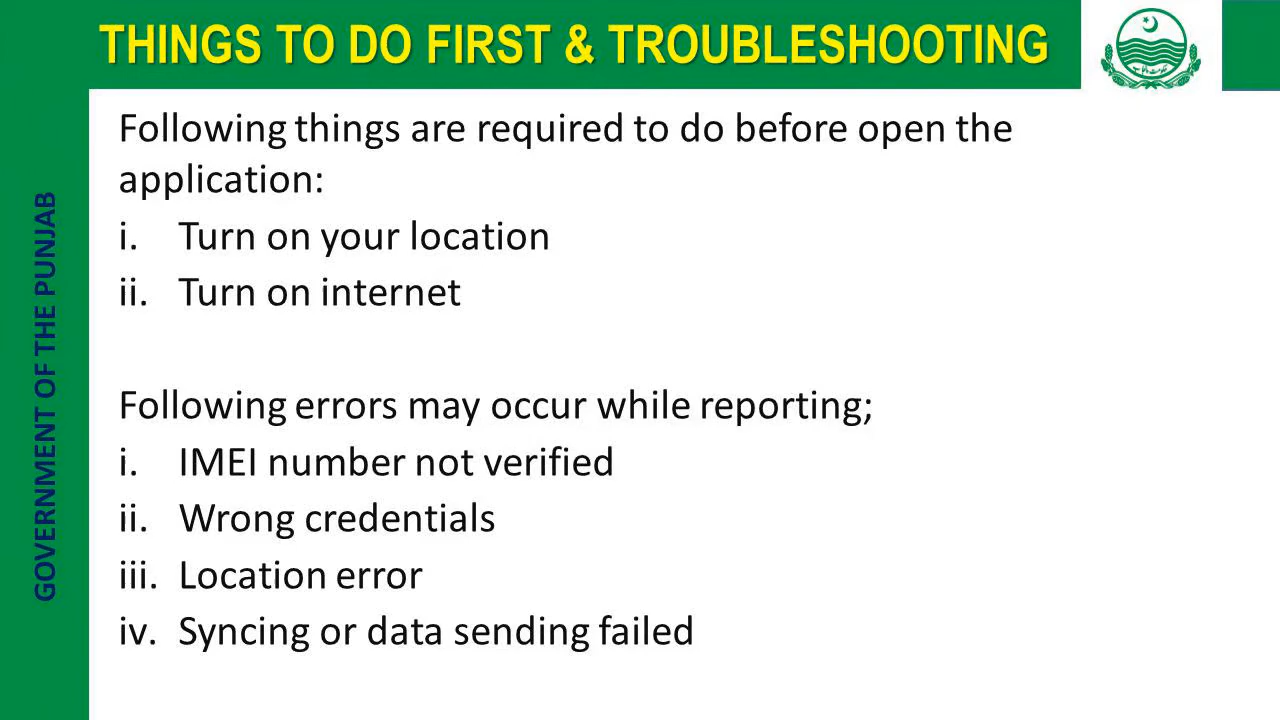 THINGS TO DO FIRST & TROUBLESHOOTING
GOVERNMENT OF THE PUNJAB
Following things are required to do before open the
application:
i. Turn on your location
ii. Turn on internet
Following errors may occur while reporting;
i. IMEI number not verified
ii. Wrong credentials
iii. Location error
iv. Syncing or data sending failed